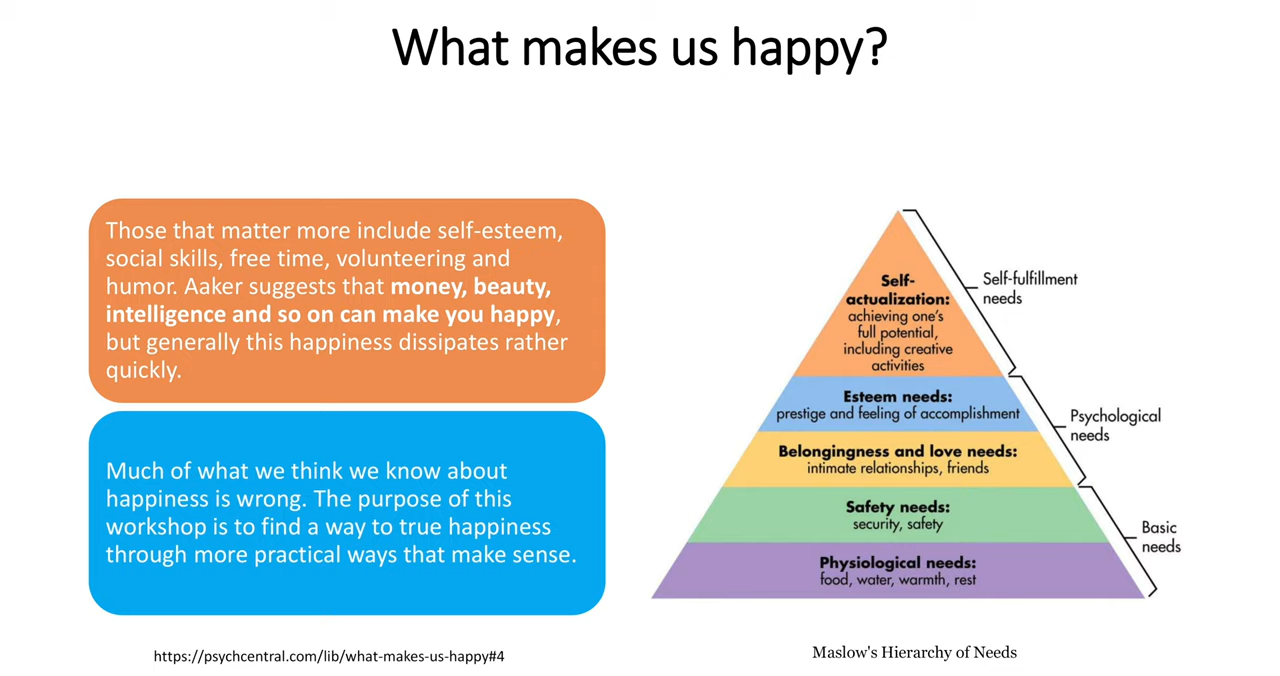 What makes us happy?
Those that matter more include self-esteem,
social skills, free time, volunteering and
humor. Aaker suggests that money, beauty,
intelligence and so on can make you happy,
but generally this happiness dissipates rather
quickly.
Much of what we think we know about
happiness is wrong. The purpose of this
workshop is to find a way to true happiness
through more practical ways that make sense.
https://psychcentral.com/lib/what-makes-us-happy#4
Self-
actualization:
achieving one's
full potential,
including creative
activities
Self-fulfillment
needs
Esteem needs:
prestige and feeling of accomplishment
Belongingness and love needs:
intimate relationships, friends
Psychological
needs
Safety needs:
security, safety
Physiological needs:
food, water, warmth, rest
Basic
needs
Maslow's Hierarchy of Needs